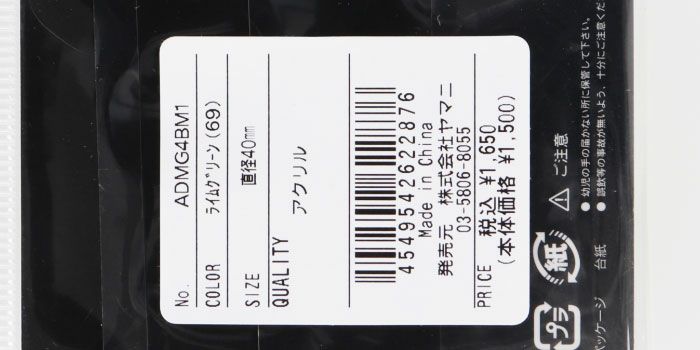 No. ADMG4BM1
COLOR ﾗｲﾑｸﾞﾘｰﾝ(69)
SIZE 直径40mm
QUALITY
アクリル
4549542622876
Made in China
発売元 株式会社ヤマニ
03-5806-8055
PRICE 税込 ¥1,650
(本体価格 ¥1,500)
⚠ ご注意
● 幼児の手の届かない所に保管して下さい。
● 誤飲等の事故が無いよう、十分にご注意くだ
紙
台紙
プラ
パッケージ